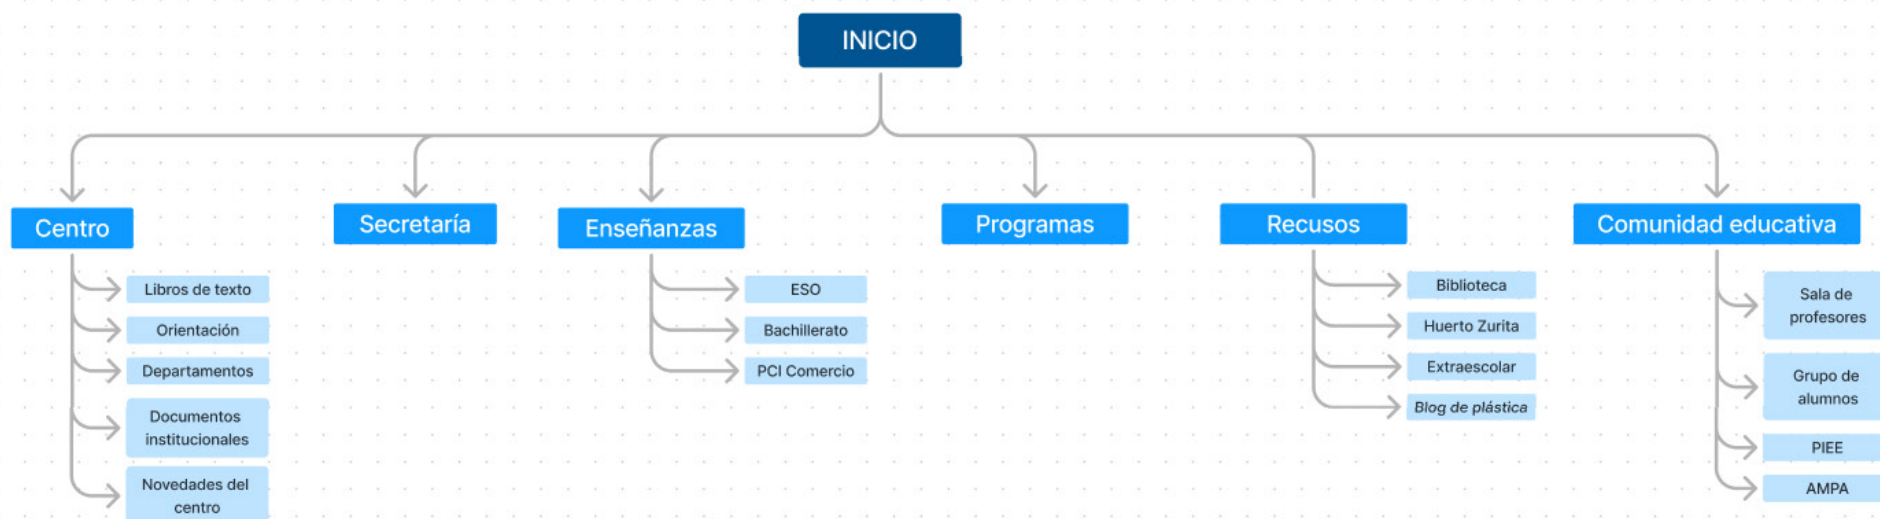 INICIO
Centro
Secretaría
Enseñanzas
Programas
Recusos
Comunidad educativa
Libros de texto
Orientación
Departamentos
Documentos
institucionales
Novedades del
centro
ESO
Bachillerato
PCI Comercio
Biblioteca
Huerto Zurita
Extraescolar
Blog de plástica
Sala de
profesores
Grupo de
alumnos
PIEE
AMPA